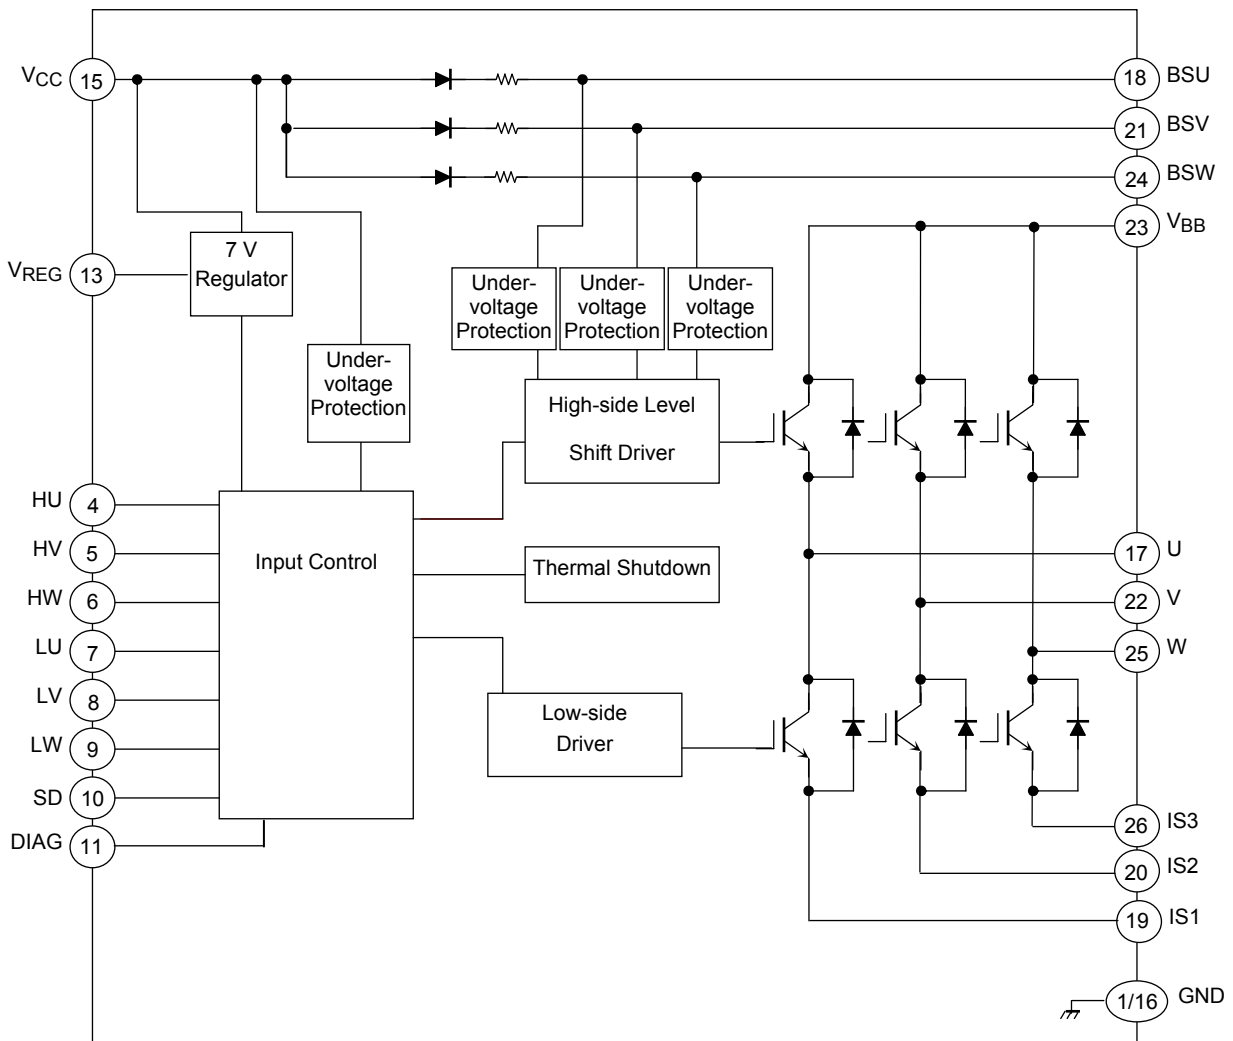 VCC 15
18 BSU
21 BSV
24 BSW
23 VBB
7 V
Regulator
VREG 13
Under-
voltage
Protection
Under-
voltage
Protection
Under-
voltage
Protection
Under-
voltage
Protection
High-side Level
Shift Driver
HU 4
HV 5
HW 6
LU 7
LV 8
LW 9
SD 10
DIAG 11
Input Control
Thermal Shutdown
Low-side
Driver
17 U
22 V
25 W
26 IS3
20 IS2
19 IS1
1/16 GND